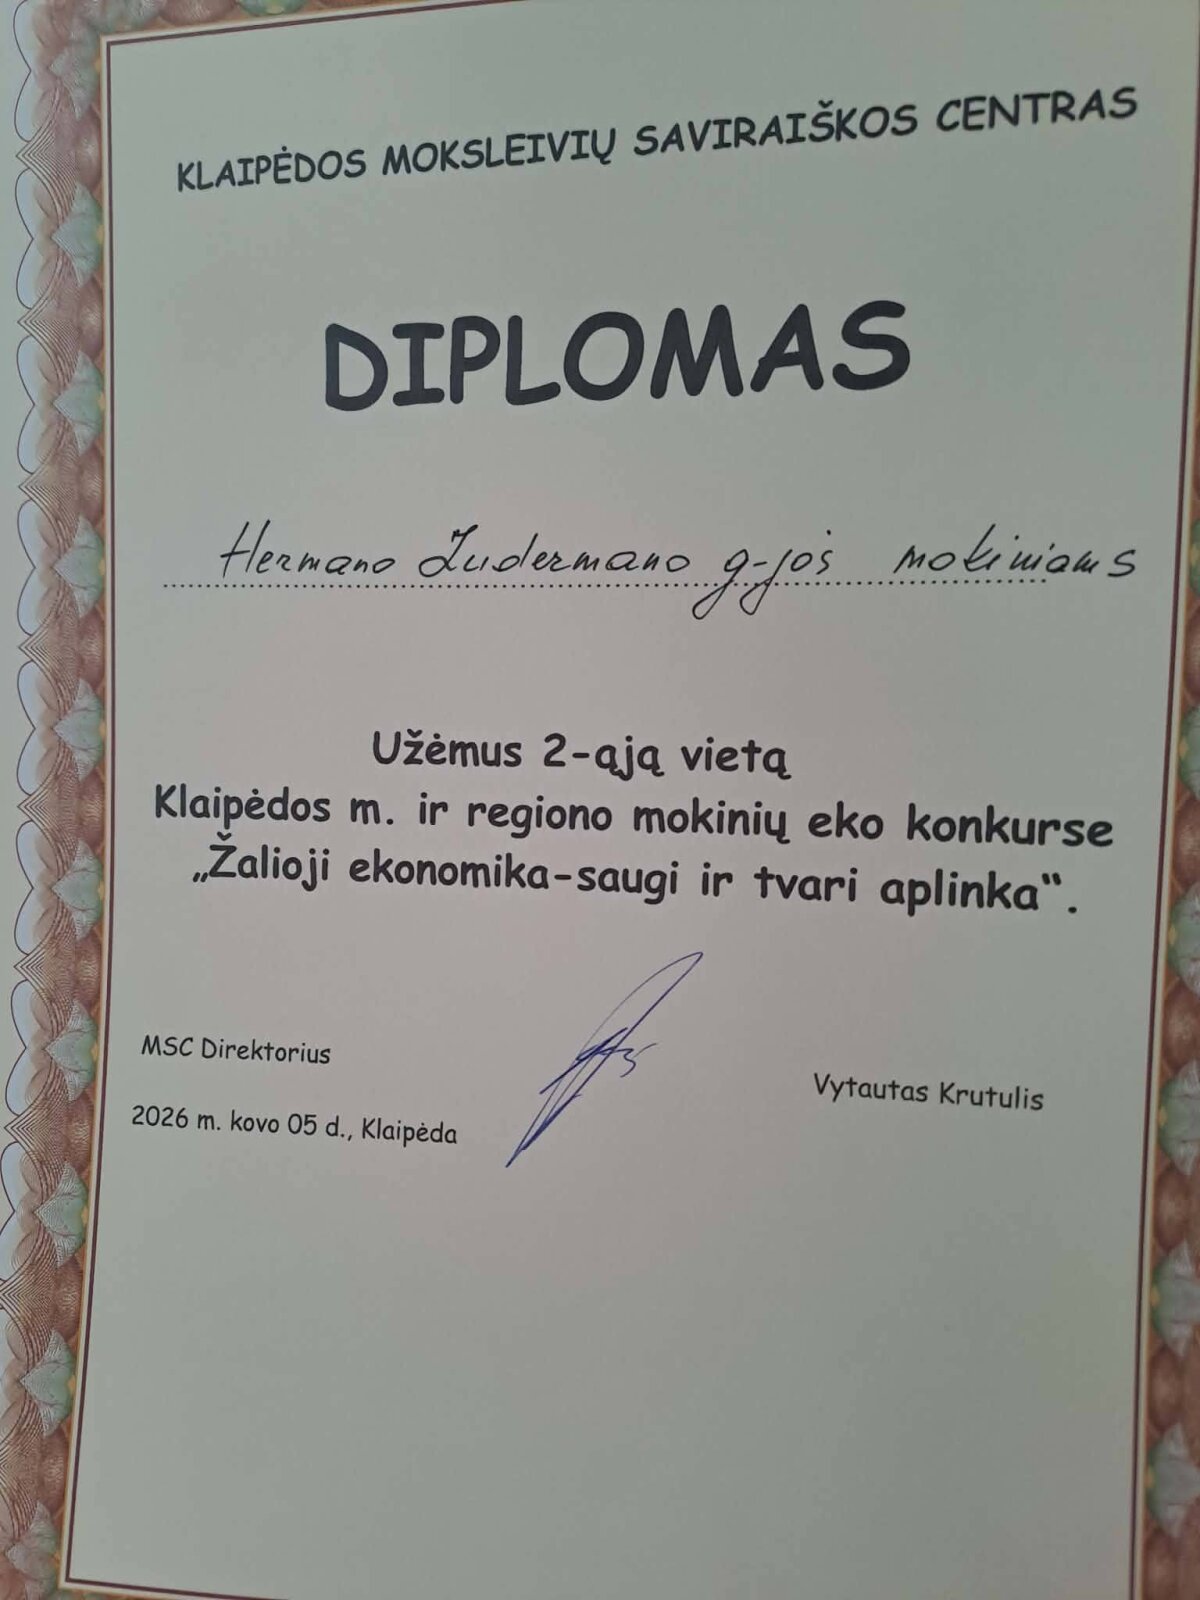 KLAIPĖDOS MOKSLEIVIŲ SAVIRAIŠKOS CENTRAS
DIPLOMAS
Hermano Zudermano g-jos mokiniams
Užėmus 2-ąją vietą
Klaipėdos m. ir regiono mokinių eko konkurse
„Žalioji ekonomika-saugi ir tvari aplinka“.
MSC Direktorius
Vytautas Krutulis
2026 m. kovo 05 d., Klaipėda